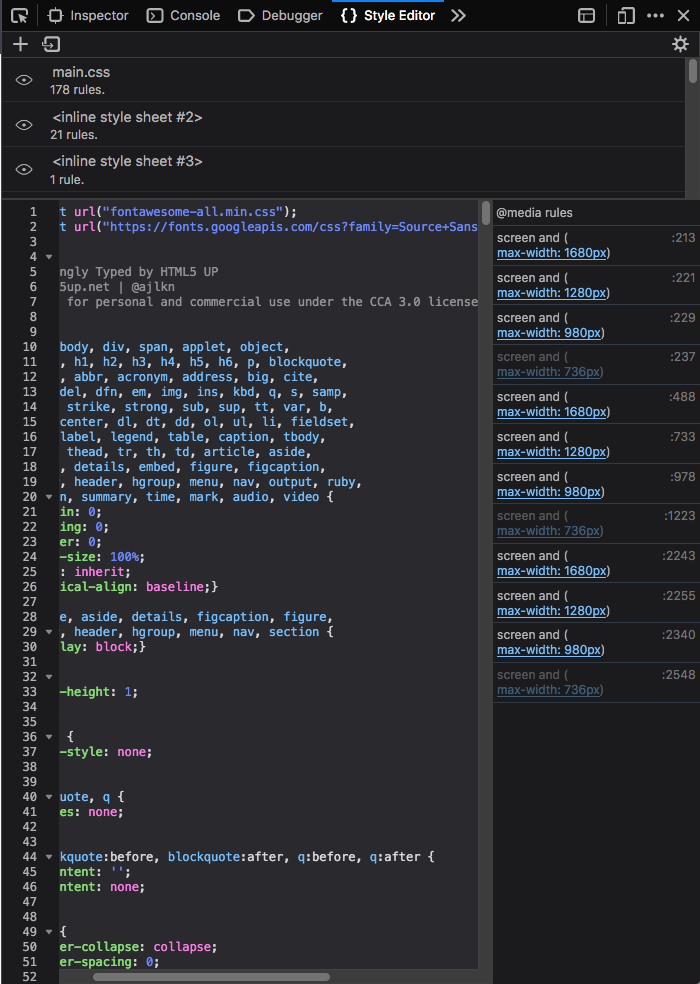 Inspector Console Debugger {} Style Editor
main.css
178 rules.
<inline style sheet #2>
21 rules.
<inline style sheet #3>
1 rule.
1 t url("fontawesome-all.min.css");
2 t url("https://fonts.googleapis.com/css?family=Source+Sans
3
4
5 ngly Typed by HTML5 UP
6 5up.net | @ajlkn
7 for personal and commercial use under the CCA 3.0 license
8
9
10 body, div, span, applet, object,
11 , h1, h2, h3, h4, h5, h6, p, blockquote,
12 , abbr, acronym, address, big, cite,
13 del, dfn, em, img, ins, kbd, q, s, samp,
14 strike, strong, sub, sup, tt, var, b,
15 center, dl, dt, dd, ol, ul, li, fieldset,
16 label, legend, table, caption, tbody,
17 thead, tr, th, td, article, aside,
18 , details, embed, figure, figcaption,
19 , header, hgroup, menu, nav, output, ruby,
20 n, summary, time, mark, audio, video {
21 in: 0;
22 ing: 0;
23 er: 0;
24 -size: 100%;
25 : inherit;
26 ical-align: baseline;}
27
28 e, aside, details, figcaption, figure,
29 , header, hgroup, menu, nav, section {
30 lay: block;}
31
32
33 -height: 1;
34
35
36 {
37 -style: none;
38
39
40 uote, q {
41 es: none;
42
43
44 kquote:before, blockquote:after, q:before, q:after {
45 ntent: '';
46 ntent: none;
47
48
49 {
50 er-collapse: collapse;
51 er-spacing: 0;
52
@media rules
screen and ( :213
max-width: 1680px)
screen and ( :221
max-width: 1280px)
screen and ( :229
max-width: 980px)
screen and ( :237
max-width: 736px)
screen and ( :488
max-width: 1680px)
screen and ( :733
max-width: 1280px)
screen and ( :978
max-width: 980px)
screen and ( :1223
max-width: 736px)
screen and ( :2243
max-width: 1680px)
screen and ( :2255
max-width: 1280px)
screen and ( :2340
max-width: 980px)
screen and ( :2548
max-width: 736px)